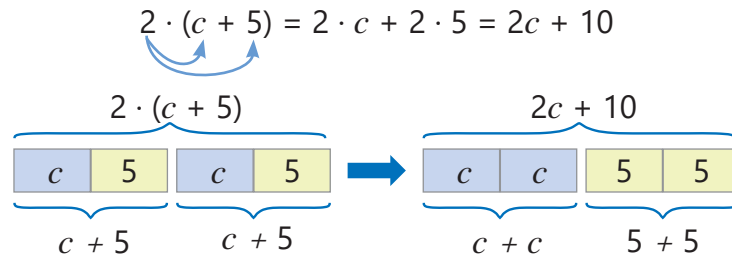 2 · (c + 5) = 2 · c + 2 · 5 = 2c + 10
2 · (c + 5) 2c + 10
c 5 c 5 c c 5 5
c + 5 c + 5 c + c 5 + 5